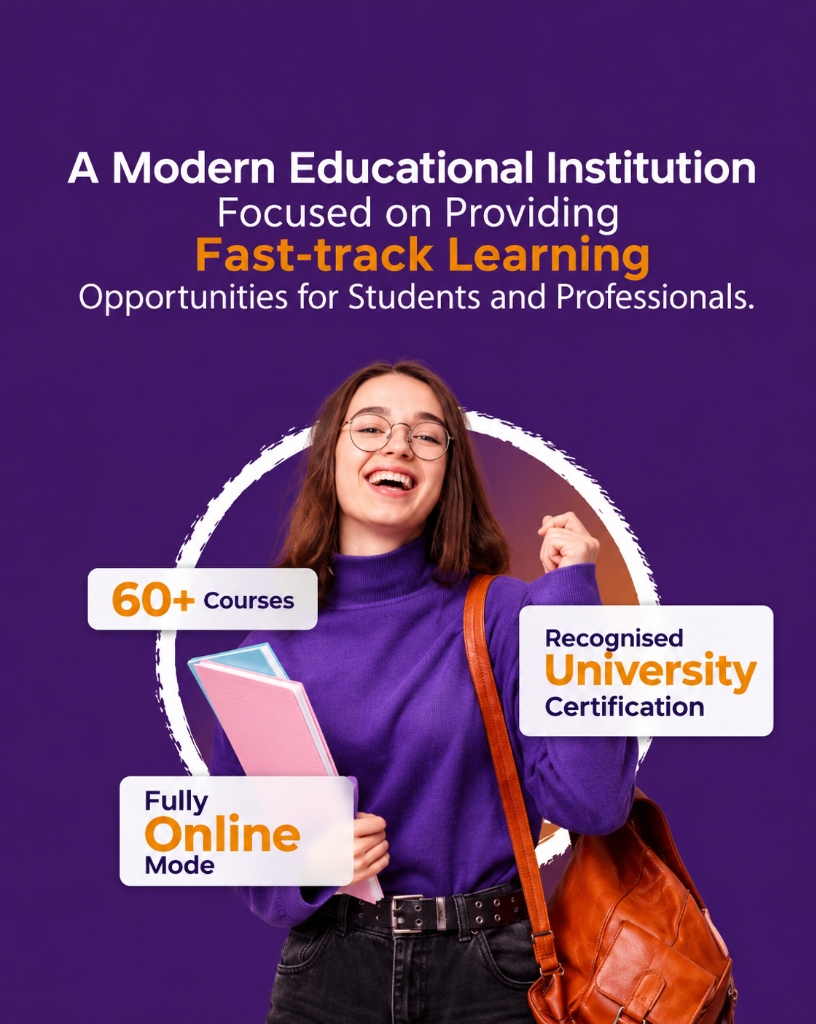 A Modern Educational Institution
Focused on Providing
Fast-track Learning
Opportunities for Students and Professionals.
60+ Courses
Recognised
University
Certification
Fully
Online
Mode